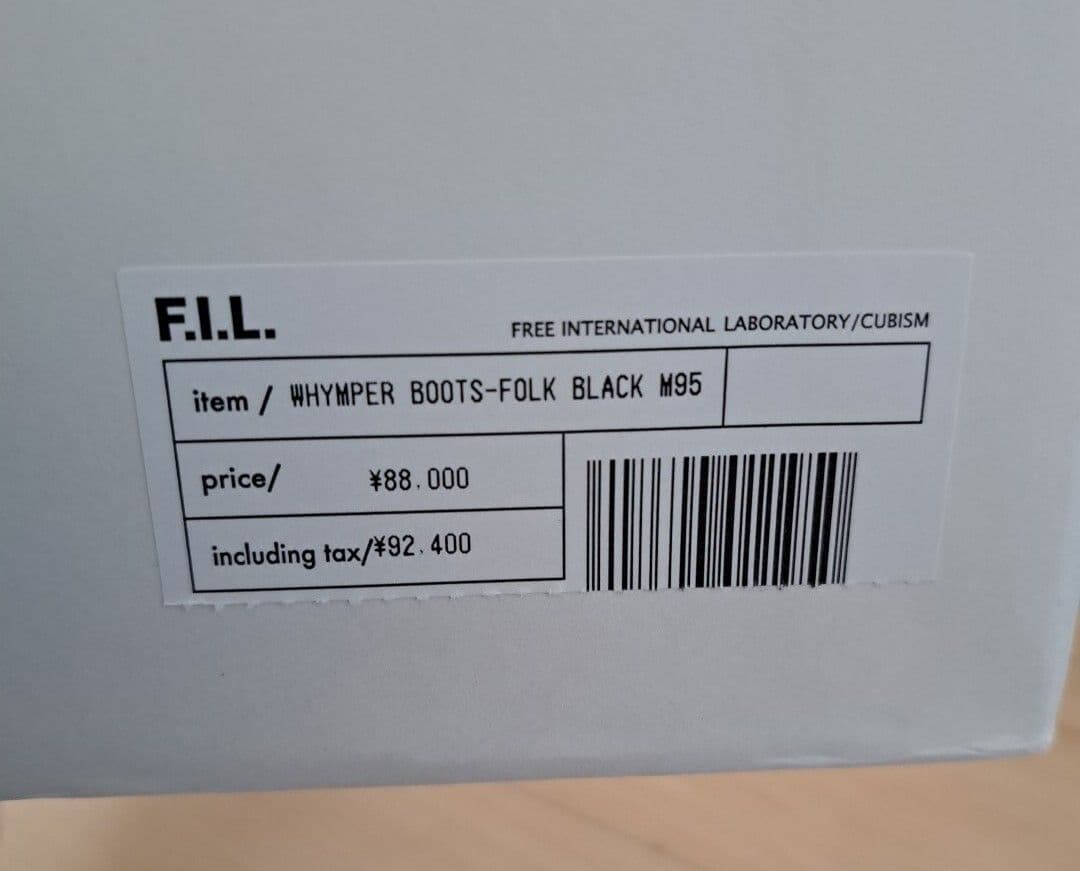 F.I.L.
FREE INTERNATIONAL LABORATORY/CUBISM
item / WHYMPER BOOTS-FOLK BLACK M95
price/ ¥88.000
including tax/¥92.400